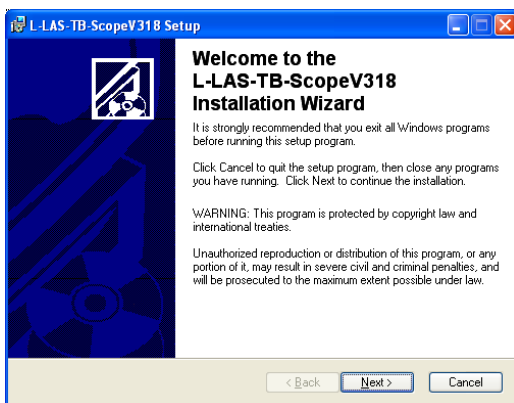 L-LAS-TB-ScopeV318 Setup
Welcome to the
L-LAS-TB-ScopeV318
Installation Wizard
It is strongly recommended that you exit all Windows programs
before running this setup program.
Click Cancel to quit the setup program, then close any programs
you have running. Click Next to continue the installation.
WARNING: This program is protected by copyright law and
international treaties.
Unauthorized reproduction or distribution of this program, or any
portion of it, may result in severe civil and criminal penalties, and
will be prosecuted to the maximum extent possible under law.
< Back Next > Cancel